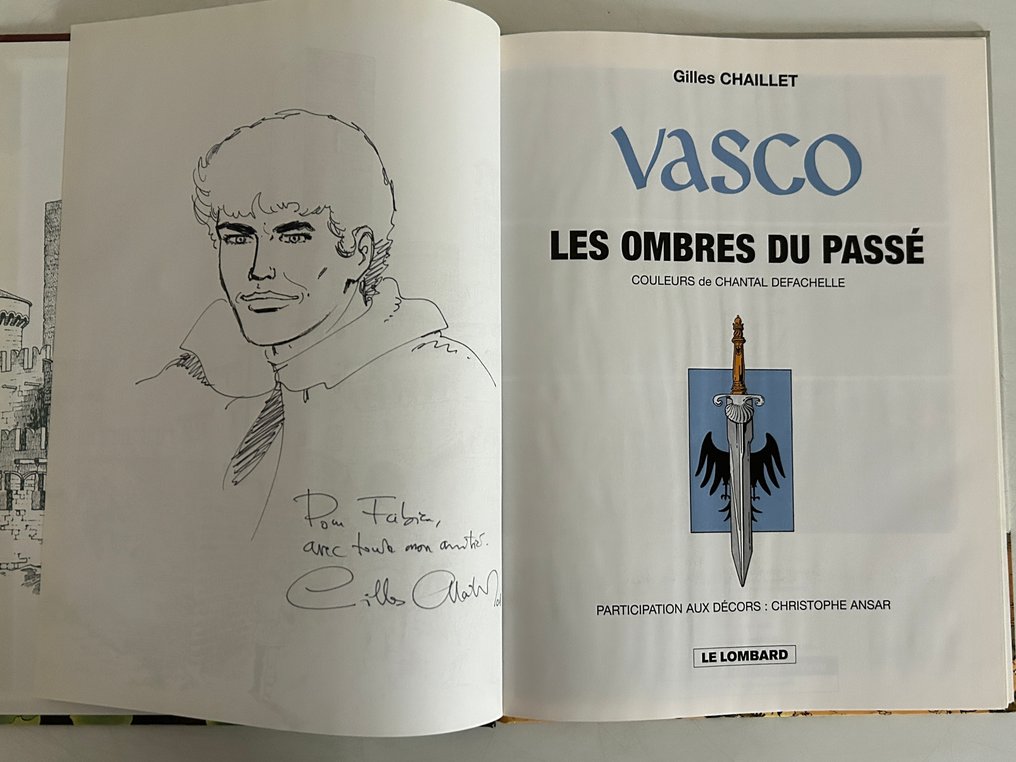 Pour Fabien,
avec toute mon amitié.
Gilles Chaillet
Gilles CHAILLET
VASCO
LES OMBRES DU PASSÉ
COULEURS de CHANTAL DEFACHELLE
PARTICIPATION AUX DÉCORS : CHRISTOPHE ANSAR
LE LOMBARD